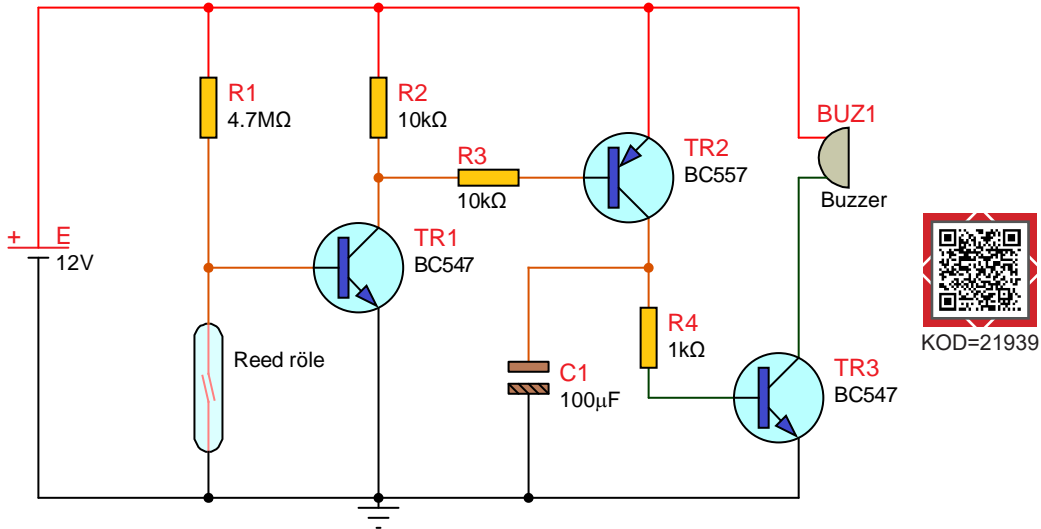 R1
4.7MΩ
R2
10kΩ
R3
10kΩ
TR2
BC557
BUZ1
Buzzer
+ E
12V
TR1
BC547
Reed röle
C1
100µF
R4
1kΩ
TR3
BC547
KOD=21939